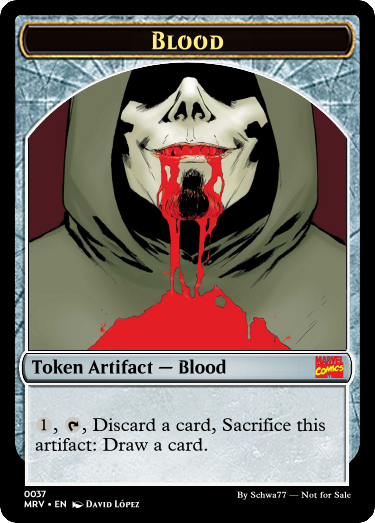 Blood
Token Artifact — Blood
MARVEL
COMICS
1, , Discard a card, Sacrifice this
artifact: Draw a card.
0037
MRV • EN David López
By Schwa77 — Not for Sale